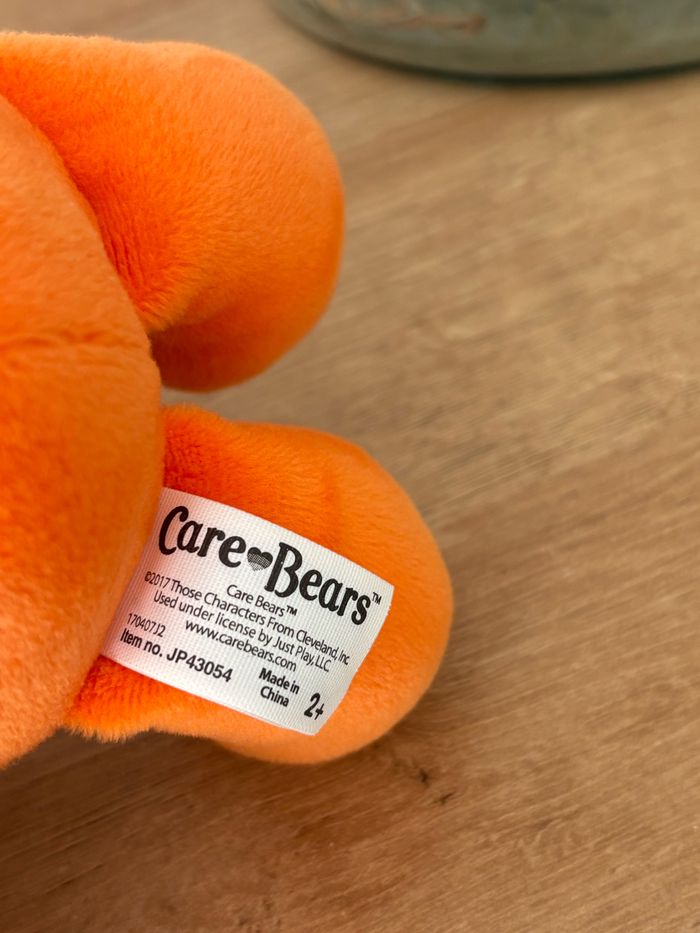 Care Bears™
Care Bears™
©2017 Those Characters From Cleveland, Inc
Used under license by Just Play, LLC.
www.carebears.com
17040712
Item no. JP43054
Made in
China
2+